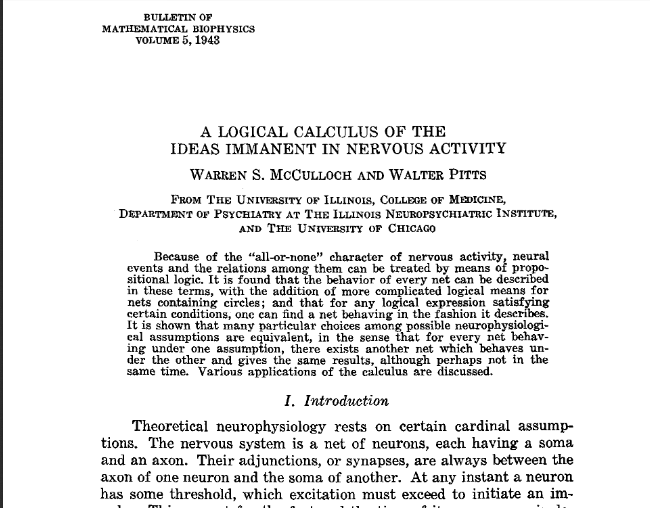 BULLETIN OF
MATHEMATICAL BIOPHYSICS
VOLUME 5, 1943
A LOGICAL CALCULUS OF THE
IDEAS IMMANENT IN NERVOUS ACTIVITY
WARREN S. MCCULLOCH AND WALTER PITTS
FROM THE UNIVERSITY OF ILLINOIS, COLLEGE OF MEDICINE,
DEPARTMENT OF PSYCHIATRY AT THE ILLINOIS NEUROPSYCHIATRIC INSTITUTE,
AND THE UNIVERSITY OF CHICAGO
Because of the “all-or-none” character of nervous activity, neural
events and the relations among them can be treated by means of propo-
sitional logic. It is found that the behavior of every net can be described
in these terms, with the addition of more complicated logical means for
nets containing circles; and that for any logical expression satisfying
certain conditions, one can find a net behaving in the fashion it describes.
It is shown that many particular choices among possible neurophysiologi-
cal assumptions are equivalent, in the sense that for every net behav-
ing under one assumption, there exists another net which behaves un-
der the other and gives the same results, although perhaps not in the
same time. Various applications of the calculus are discussed.
I. Introduction
Theoretical neurophysiology rests on certain cardinal assump-
tions. The nervous system is a net of neurons, each having a soma
and an axon. Their adjunctions, or synapses, are always between the
axon of one neuron and the soma of another. At any instant a neuron
has some threshold, which excitation must exceed to initiate an im-